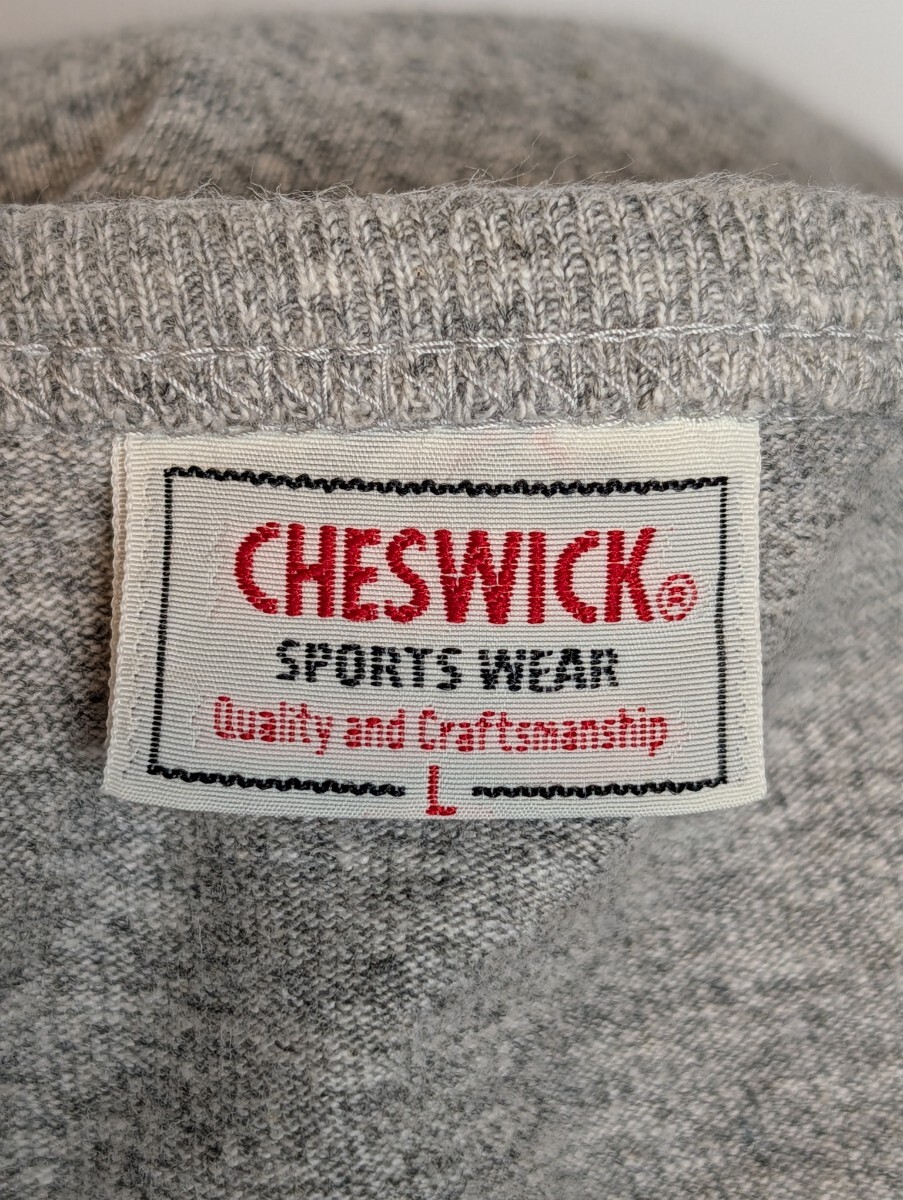 CHESWICK®
SPORTS WEAR
Quality and Craftsmanship
L